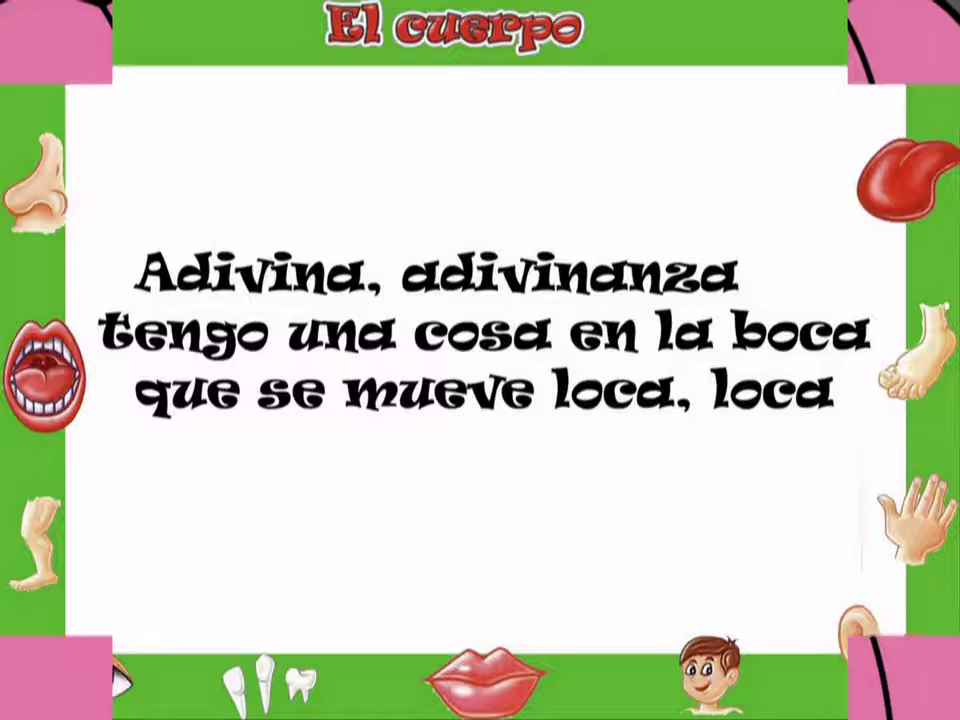 El cuerpo
Adivina, adivinanza
tengo una cosa en la boca
que se mueve loca, loca